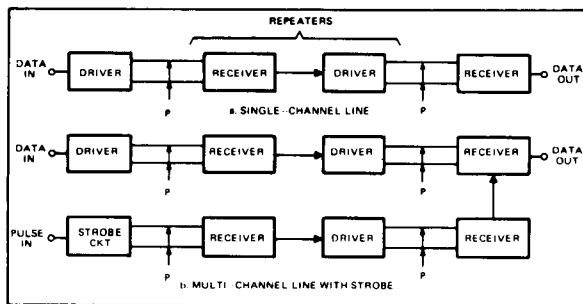 REPEATERS
DATA IN
DRIVER
RECEIVER
DRIVER
RECEIVER
DATA OUT
P
P
a. SINGLE-CHANNEL LINE
DATA IN
DRIVER
RECEIVER
DRIVER
RECEIVER
DATA OUT
P
P
PULSE IN
STROBE CKT
RECEIVER
DRIVER
RECEIVER
P
P
b. MULTI-CHANNEL LINE WITH STROBE